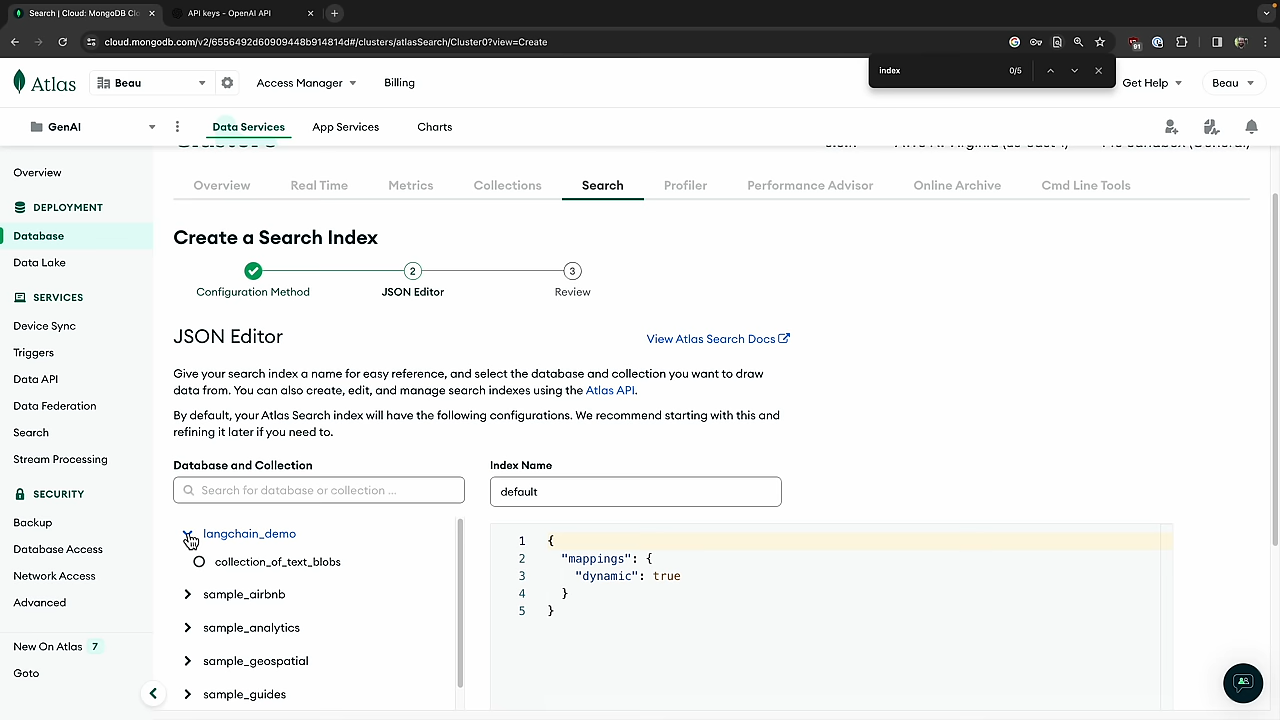 Search | Cloud: MongoDB Clo
API keys - OpenAI API
cloud.mongodb.com/v2/6556492d60909448b914814d#/clusters/atlasSearch/Cluster0?view=Create
91
index
0/5
Atlas
Beau
Access Manager
Billing
Get Help
Beau
GenAI
Data Services
App Services
Charts
Overview
Real Time
Metrics
Collections
Search
Profiler
Performance Advisor
Online Archive
Cmd Line Tools
Overview
DEPLOYMENT
Database
Data Lake
SERVICES
Device Sync
Triggers
Data API
Data Federation
Search
Stream Processing
SECURITY
Backup
Database Access
Network Access
Advanced
New On Atlas 7
Goto
Create a Search Index
2
3
Configuration Method
JSON Editor
Review
JSON Editor
View Atlas Search Docs
Give your search index a name for easy reference, and select the database and collection you want to draw
data from. You can also create, edit, and manage search indexes using the Atlas API.
By default, your Atlas Search index will have the following configurations. We recommend starting with this and
refining it later if you need to.
Database and Collection
Search for database or collection ...
langchain_demo
collection_of_text_blobs
sample_airbnb
sample_analytics
sample_geospatial
sample_guides
Index Name
default
1 {
2 "mappings": {
3 "dynamic": true
4 }
5 }